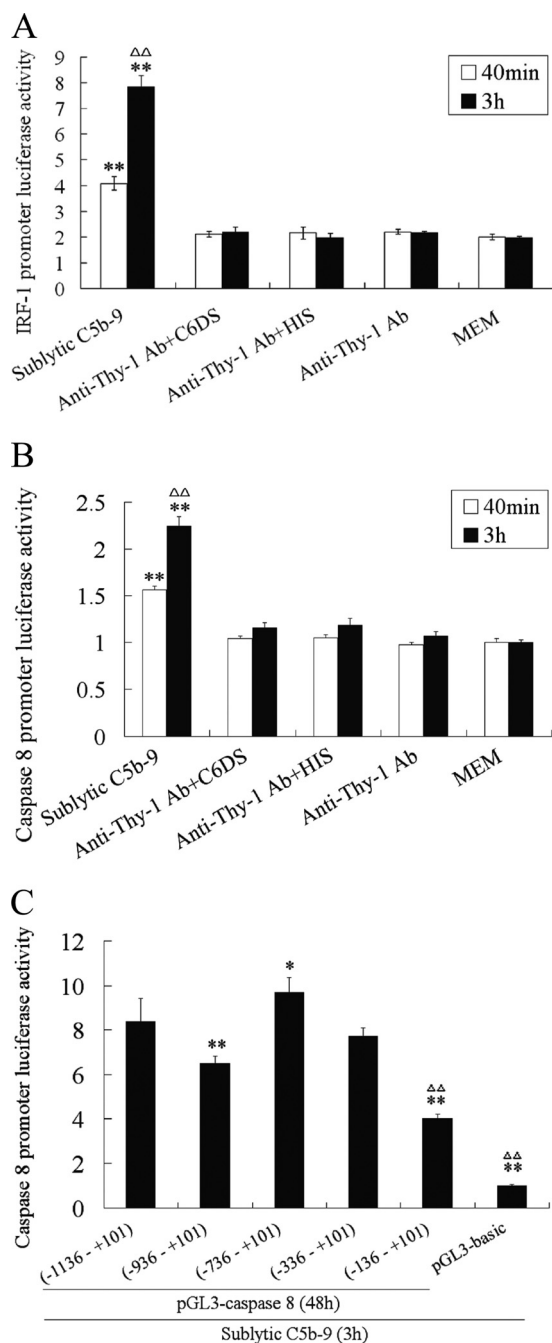 A
IRF-1 promoter luciferase activity
9
8
7
6
5
4
3
2
1
0
△△
**
**
40min
3h
Sublytic C5b-9
Anti-Thy-1 Ab+C6DS
Anti-Thy-1 Ab+HIS
Anti-Thy-1 Ab
MEM
B
Caspase 8 promoter luciferase activity
2.5
2
1.5
1
0.5
0
△△
**
**
40min
3h
Sublytic C5b-9
Anti-Thy-1 Ab+C6DS
Anti-Thy-1 Ab+HIS
Anti-Thy-1 Ab
MEM
C
Caspase 8 promoter luciferase activity
12
10
8
6
4
2
0
**
*
△△
**
△△
**
(-1136 - +101)
(-936 - +101)
(-736 - +101)
(-336 - +101)
(-136 - +101)
pGL3-basic
pGL3-caspase 8 (48h)
Sublytic C5b-9 (3h)